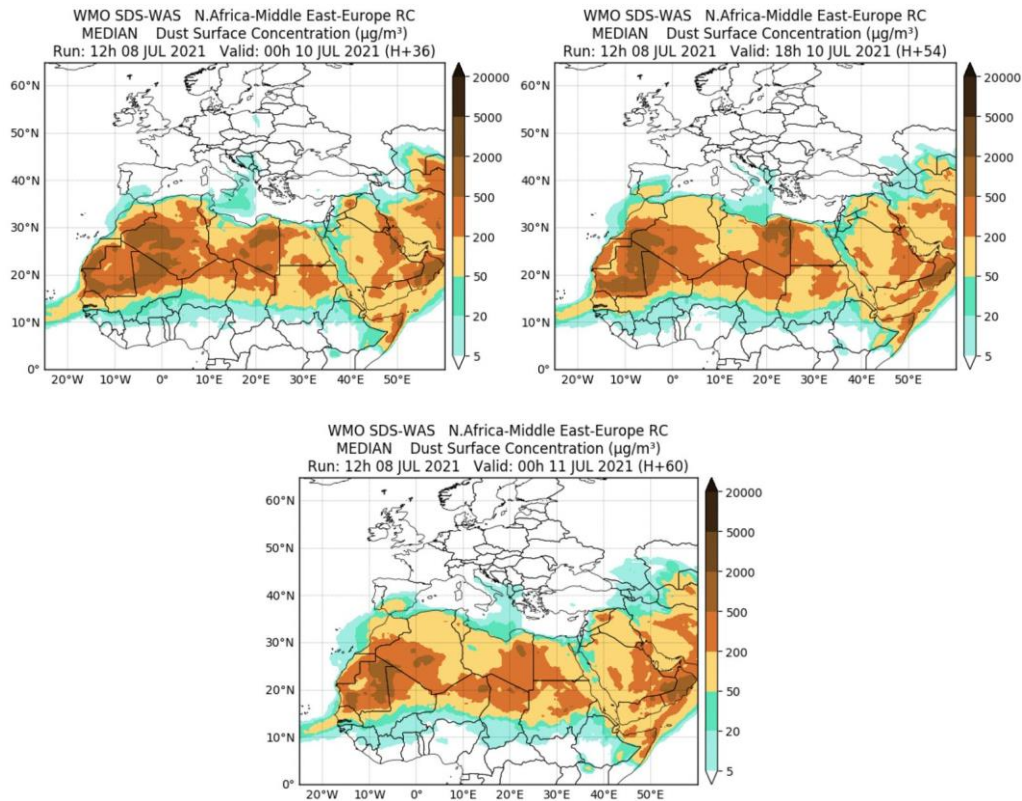 WMO SDS-WAS N.Africa-Middle East-Europe RC
MEDIAN Dust Surface Concentration (µg/m³)
Run: 12h 08 JUL 2021 Valid: 00h 10 JUL 2021 (H+36)
60°N
50°N
40°N
30°N
20°N
10°N
0°
20°W 10°W 0° 10°E 20°E 30°E 40°E 50°E
20000
5000
2000
500
200
50
20
5
WMO SDS-WAS N.Africa-Middle East-Europe RC
MEDIAN Dust Surface Concentration (µg/m³)
Run: 12h 08 JUL 2021 Valid: 18h 10 JUL 2021 (H+54)
60°N
50°N
40°N
30°N
20°N
10°N
0°
20°W 10°W 0° 10°E 20°E 30°E 40°E 50°E
20000
5000
2000
500
200
50
20
5
WMO SDS-WAS N.Africa-Middle East-Europe RC
MEDIAN Dust Surface Concentration (µg/m³)
Run: 12h 08 JUL 2021 Valid: 00h 11 JUL 2021 (H+60)
60°N
50°N
40°N
30°N
20°N
10°N
0°
20°W 10°W 0° 10°E 20°E 30°E 40°E 50°E
20000
5000
2000
500
200
50
20
5